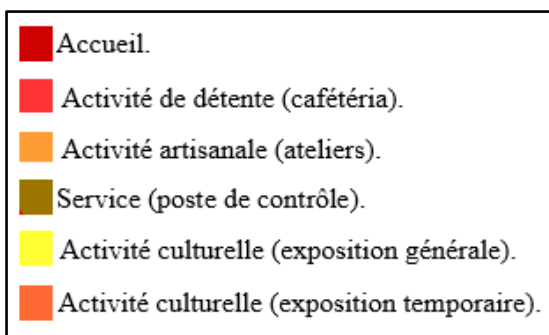 Accueil.
Activité de détente (cafétéria).
Activité artisanale (ateliers).
Service (poste de contrôle).
Activité culturelle (exposition générale).
Activité culturelle (exposition temporaire).